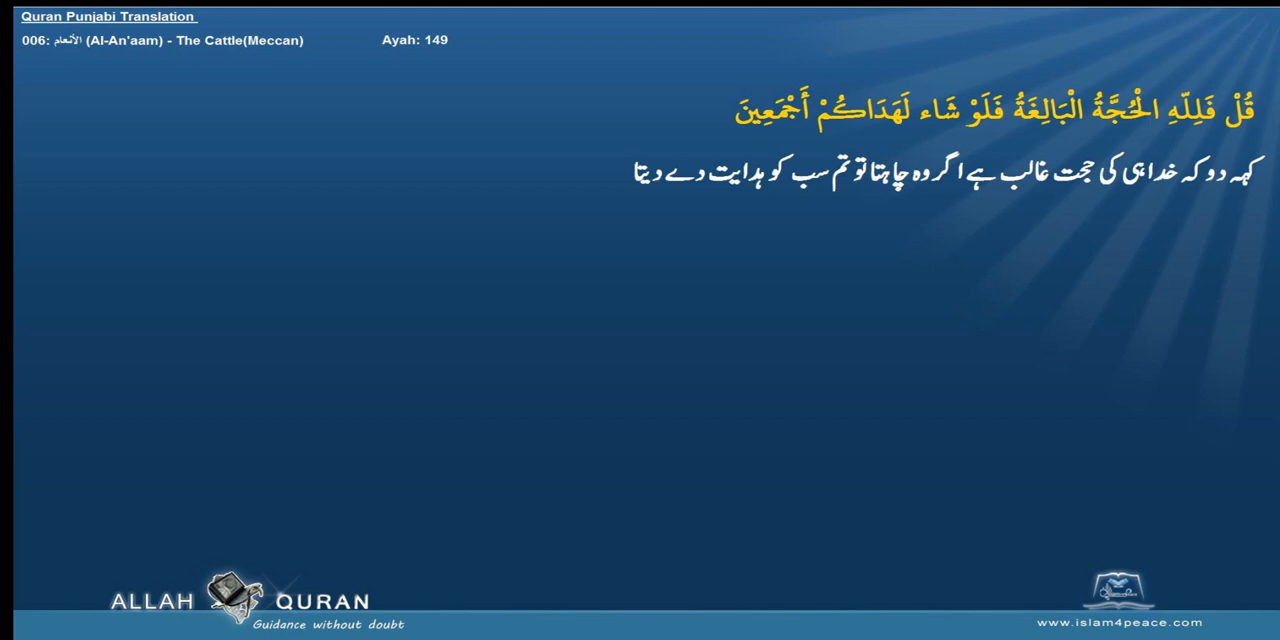 Quran Punjabi Translation
006: الأنعام (Al-An'aam) - The Cattle(Meccan) Ayah: 149
قُلْ فَلِلّهِ الْحُجَّةُ الْبَالِغَةُ فَلَوْ شَاء لَهَدَاكُمْ أَجْمَعِينَ
کہہ دو کہ خدا ہی کی حجت غالب ہے اگر وہ چاہتا تو تم سب کو ہدایت دے دیتا
ALLAH QURAN
Guidance without doubt
www.islam4peace.com